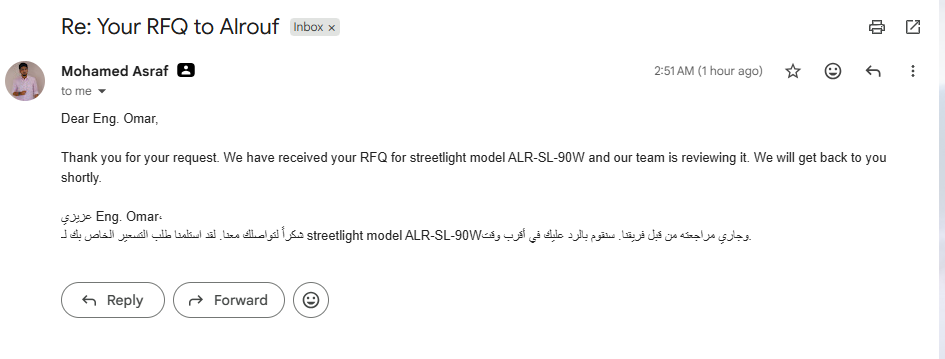 Re: Your RFQ to Alrouf Inbox ×
Mohamed Asraf 2:51 AM (1 hour ago)
to me
Dear Eng. Omar,
Thank you for your request. We have received your RFQ for streetlight model ALR-SL-90W and our team is reviewing it. We will get back to you
shortly.
عزيزي Eng. Omar،
شكراً لتواصلك معنا. لقد استلمنا طلب التسعير الخاص بك لـ streetlight model ALR-SL-90Wوجاري مراجعته من قبل فريقنا. سنقوم بالرد عليك في أقرب وقت.
Reply Forward